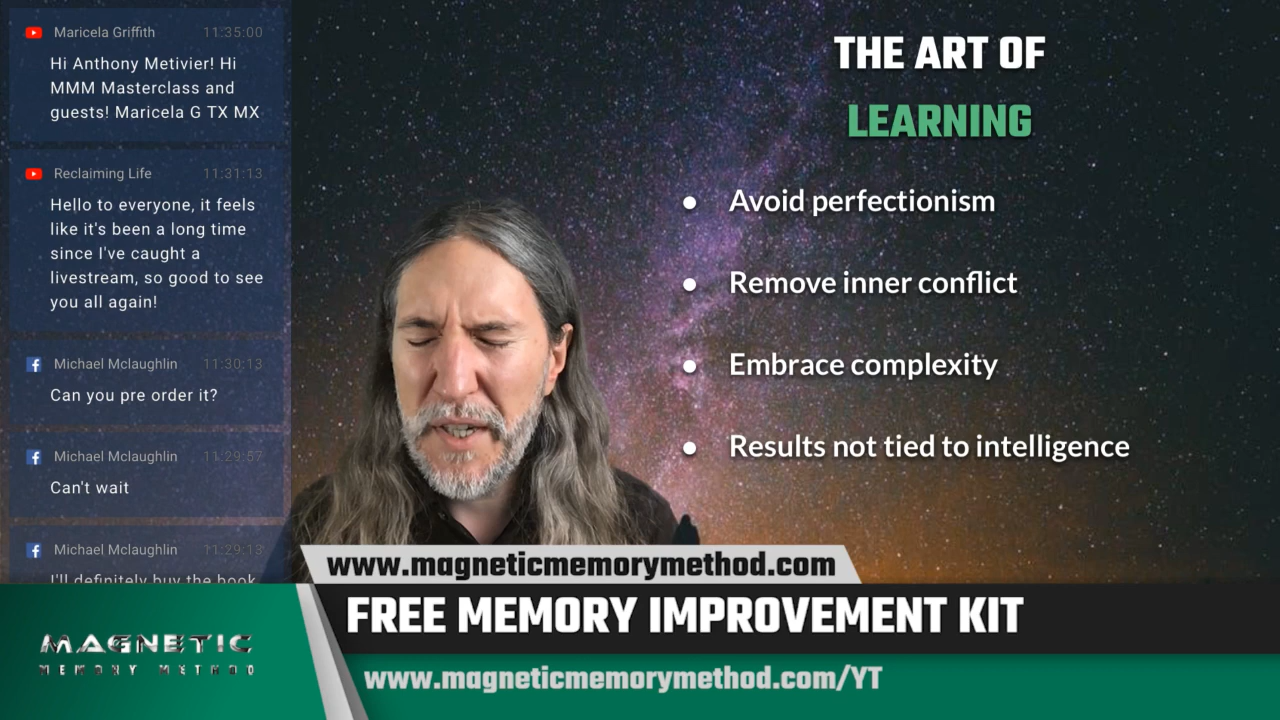 Maricela Griffith 11:35:00
Hi Anthony Metivier! Hi
MMM Masterclass and
guests! Maricela G TX MX
Reclaiming Life 11:31:13
Hello to everyone, it feels
like it's been a long time
since I've caught a
livestream, so good to see
you all again!
Michael Mclaughlin 11:30:13
Can you pre order it?
Michael Mclaughlin 11:29:57
Can't wait
Michael Mclaughlin 11:29:13
I'll definitely buy the book
THE ART OF
LEARNING
• Avoid perfectionism
• Remove inner conflict
• Embrace complexity
• Results not tied to intelligence
www.magneticmemorymethod.com
FREE MEMORY IMPROVEMENT KIT
www.magneticmemorymethod.com/YT
MAGNETIC
MEMORY METHOD